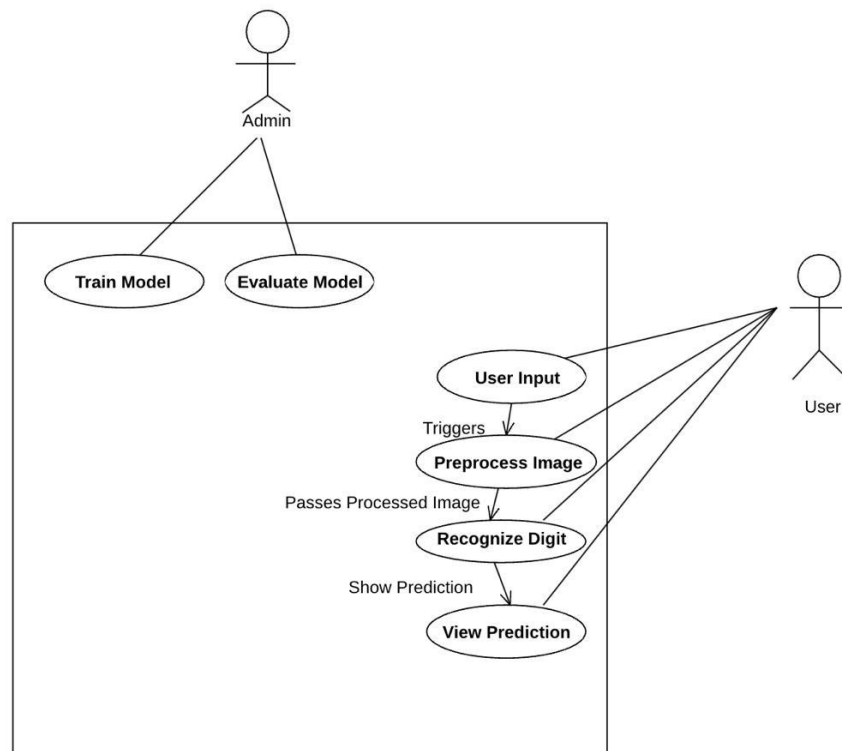 Admin
Train Model
Evaluate Model
User Input
User
Triggers
Preprocess Image
Passes Processed Image
Recognize Digit
Show Prediction
View Prediction